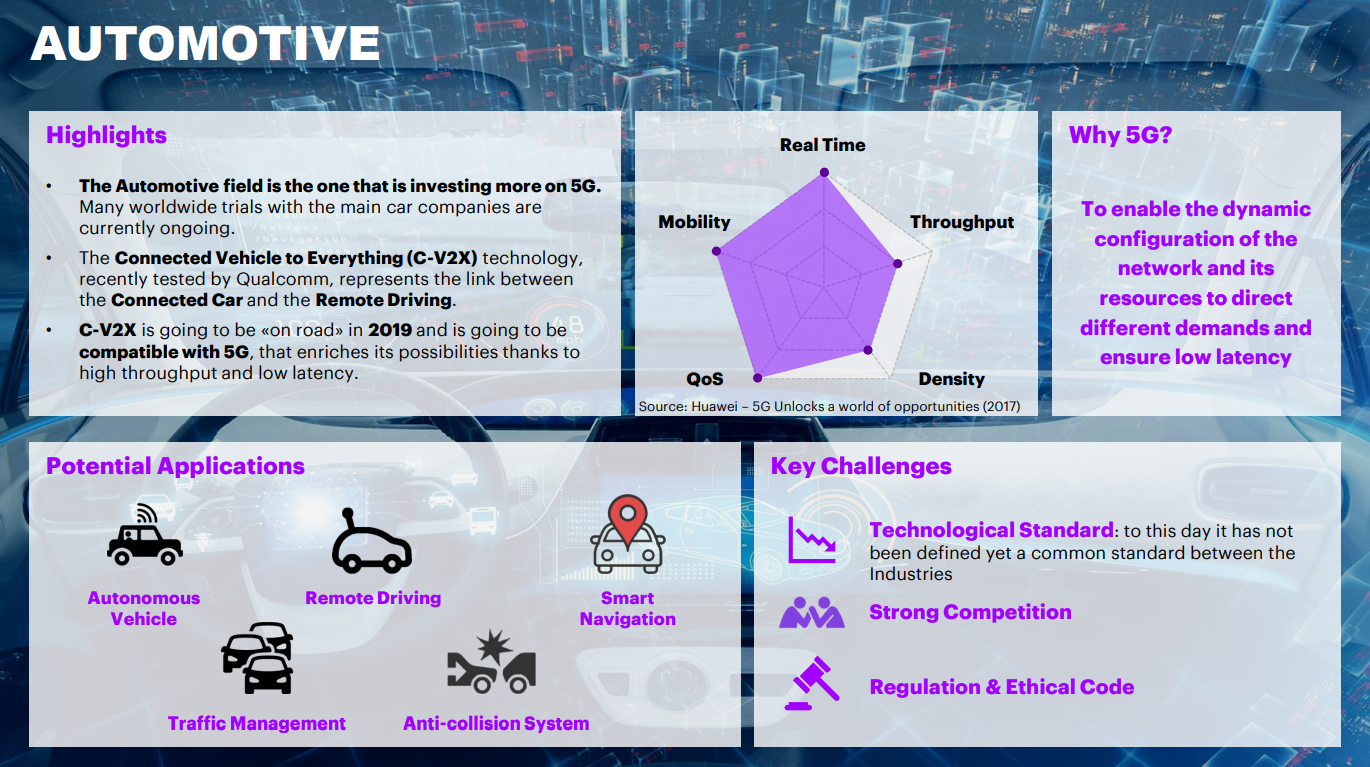 AUTOMOTIVE
Highlights
• The Automotive field is the one that is investing more on 5G.
Many worldwide trials with the main car companies are
currently ongoing.
• The Connected Vehicle to Everything (C-V2X) technology,
recently tested by Qualcomm, represents the link between
the Connected Car and the Remote Driving.
• C-V2X is going to be «on road» in 2019 and is going to be
compatible with 5G, that enriches its possibilities thanks to
high throughput and low latency.
Real Time
Mobility
Throughput
QoS
Density
Source: Huawei – 5G Unlocks a world of opportunities (2017)
Why 5G?
To enable the dynamic
configuration of the
network and its
resources to direct
different demands and
ensure low latency
Potential Applications
Autonomous
Vehicle
Remote Driving
Smart
Navigation
Traffic Management
Anti-collision System
Key Challenges
Technological Standard: to this day it has not
been defined yet a common standard between the
Industries
Strong Competition
Regulation & Ethical Code